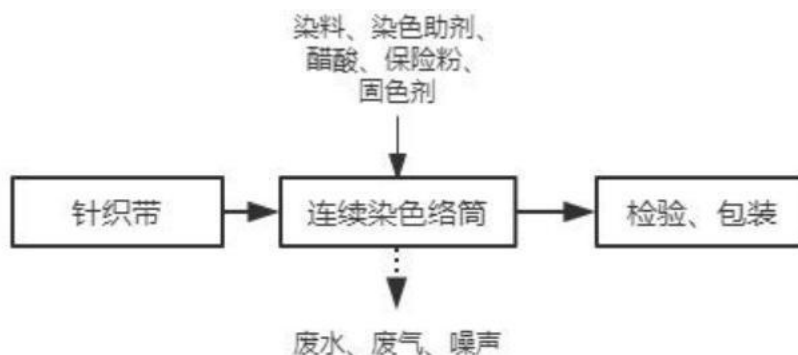 染料、染色助剂、
醋酸、保险粉、
固色剂
针织带
连续染色络筒
检验、包装
废水、废气、噪声